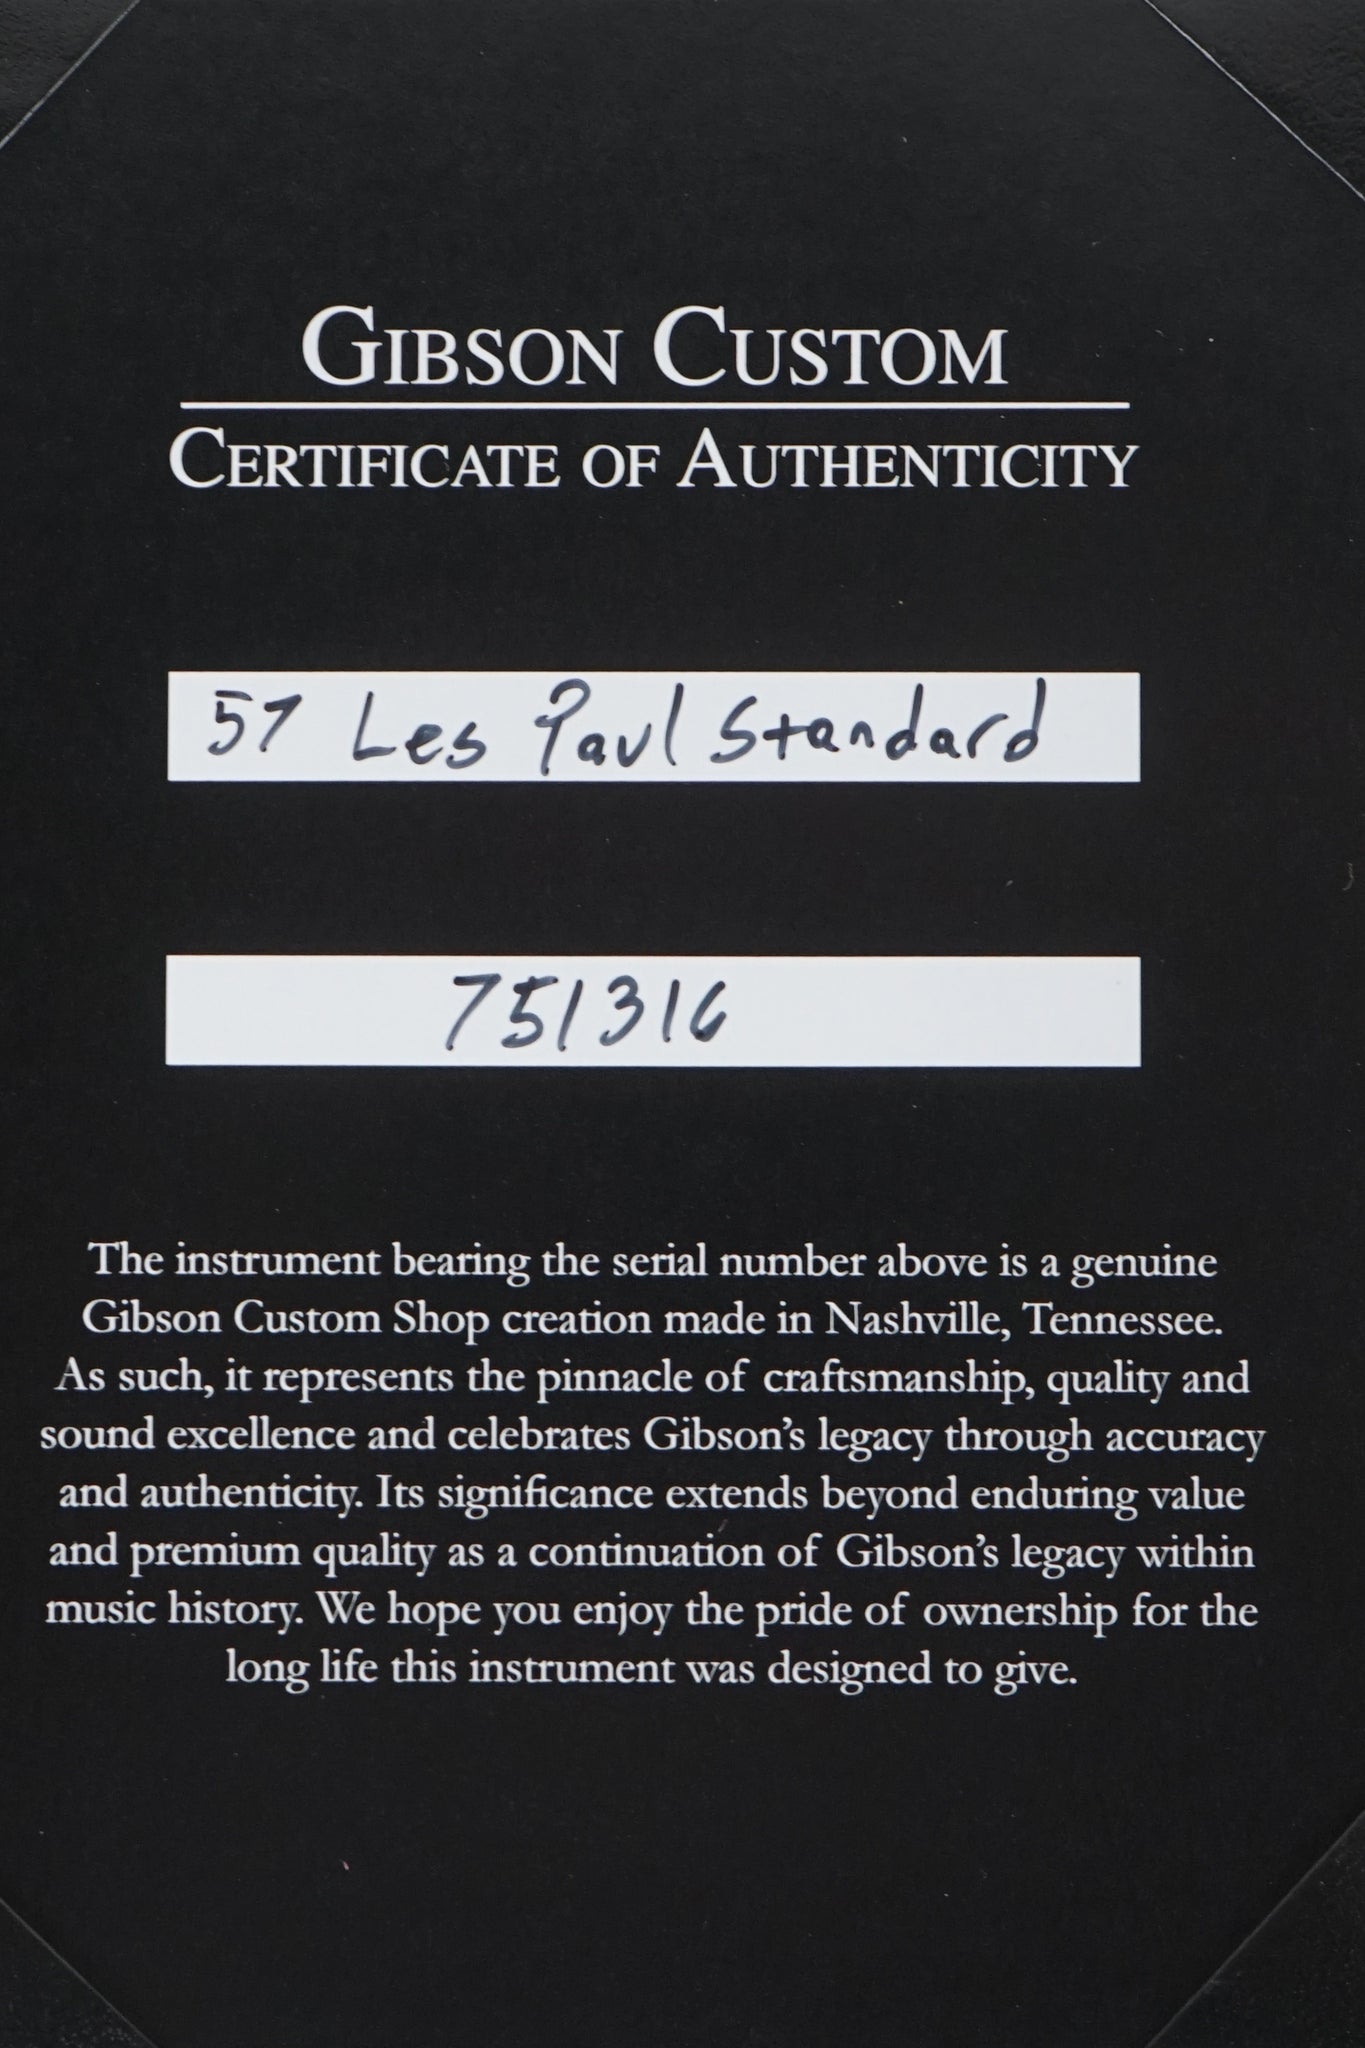 GIBSON CUSTOM
CERTIFICATE OF AUTHENTICITY
57 Les Paul Standard
751316
The instrument bearing the serial number above is a genuine
Gibson Custom Shop creation made in Nashville, Tennessee.
As such, it represents the pinnacle of craftsmanship, quality and
sound excellence and celebrates Gibson's legacy through accuracy
and authenticity. Its significance extends beyond enduring value
and premium quality as a continuation of Gibson's legacy within
music history. We hope you enjoy the pride of ownership for the
long life this instrument was designed to give.